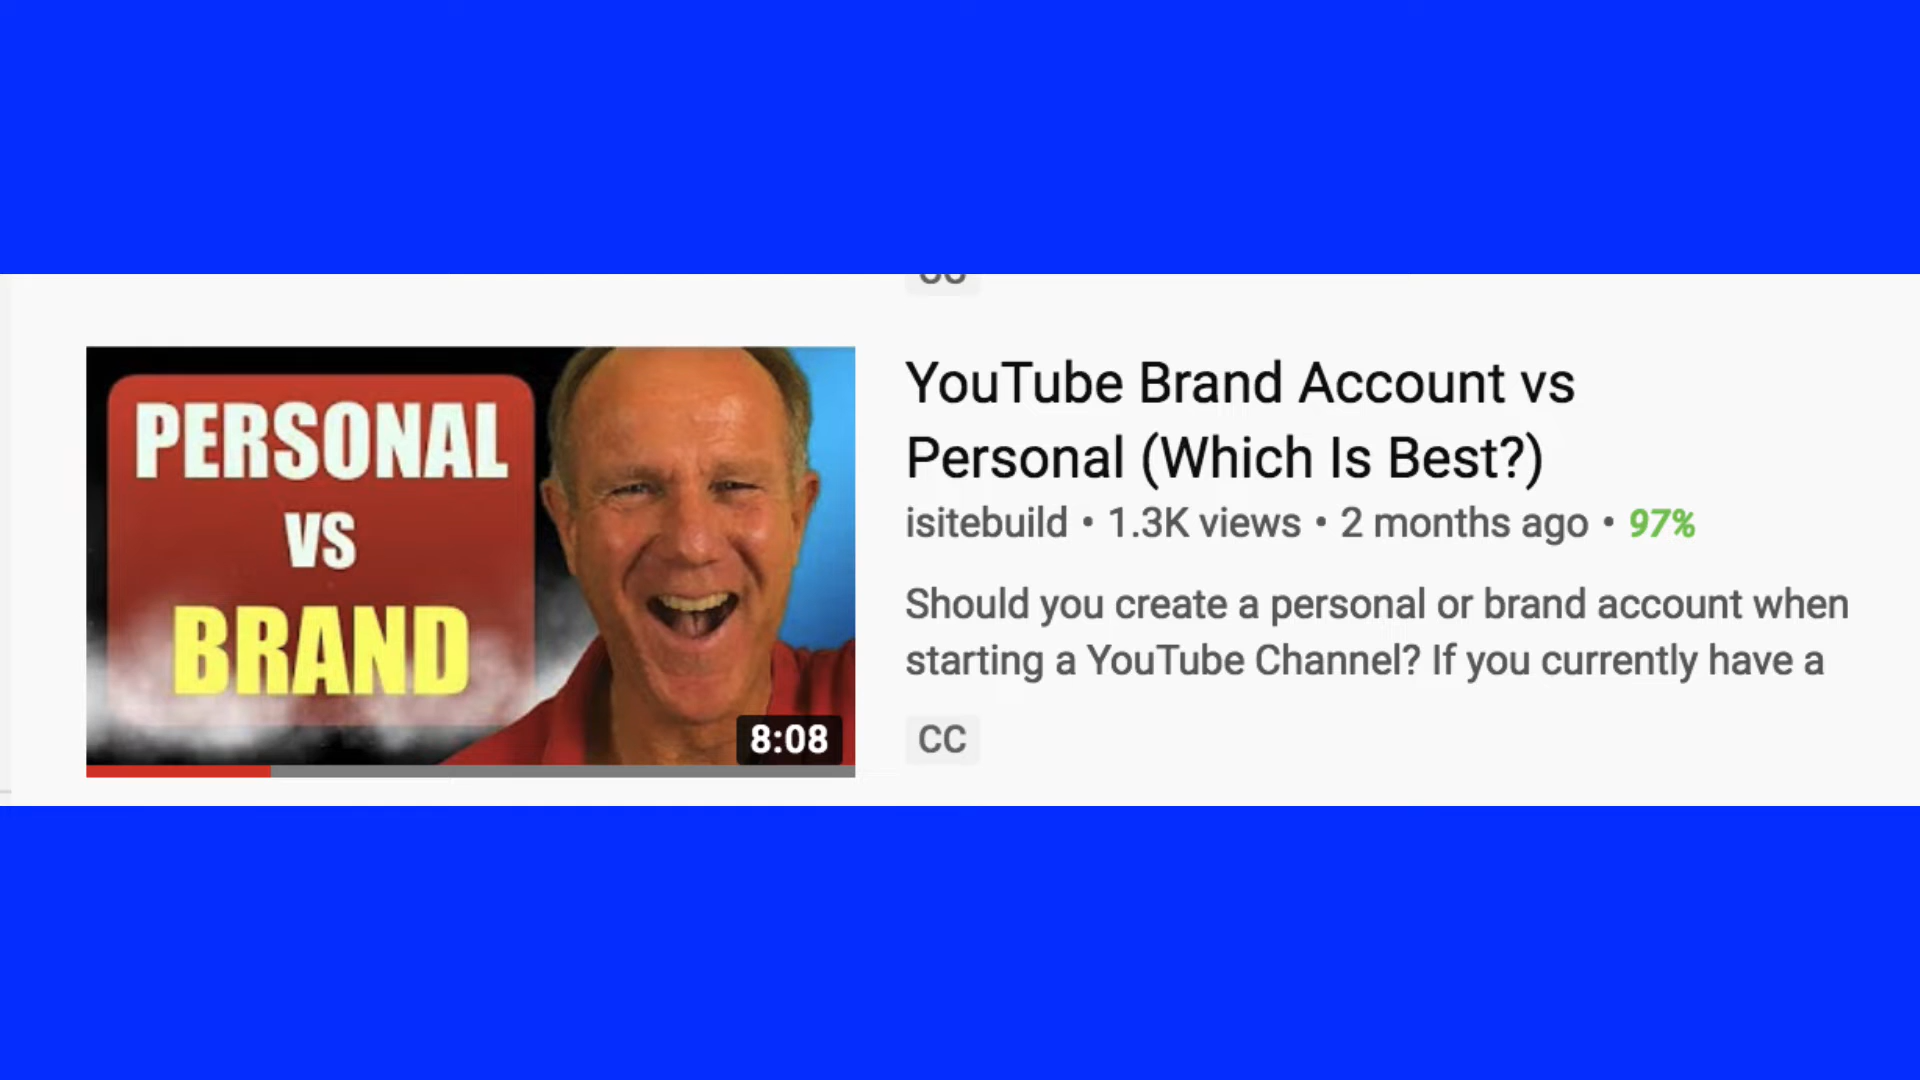 PERSONAL
VS
BRAND
8:08
YouTube Brand Account vs
Personal (Which Is Best?)
isitebuild • 1.3K views • 2 months ago • 97%
Should you create a personal or brand account when
starting a YouTube Channel? If you currently have a
CC